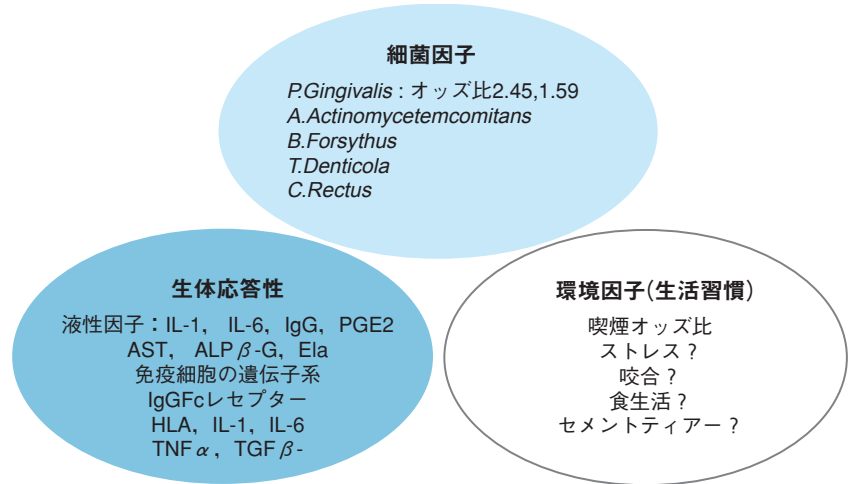 細菌因子
P.Gingivalis : オッズ比2.45,1.59
A.Actinomycetemcomitans
B.Forsythus
T.Denticola
C.Rectus
生体応答性
液性因子：IL-1， IL-6，IgG，PGE2
AST， ALPβ-G，Ela
免疫細胞の遺伝子系
IgGFcレセプター
HLA，IL-1，IL-6
TNFα，TGFβ-
環境因子(生活習慣)
喫煙オッズ比
ストレス？
咬合？
食生活？
セメントティアー？